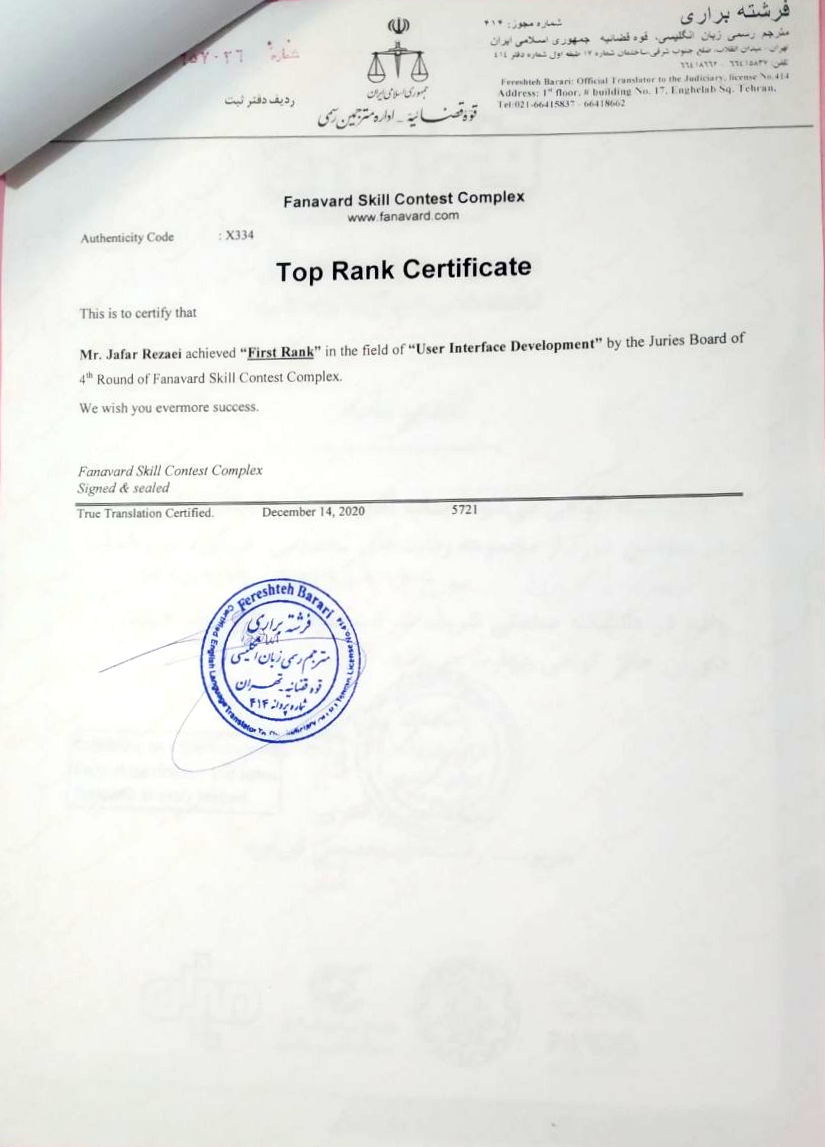 فرشته براری
شماره مجوز: ۴۱۴
مترجم رسمی زبان انگلیسی، قوه قضائیه جمهوری اسلامی ایران
تهران- میدان انقلاب، ضلع جنوب شرقی، ساختمان شماره ۱۷ طبقه اول شماره دفتر ۴۱۴
تلفن: ۶۶۴۱۵۸۳۷ - ۶۶۴۱۸۶۶۲
Fereshteh Barari: Official Translator to the Judiciary, license No.414
Address: 1st floor, # building No. 17, Enghelab Sq. Tehran,
Tel:021-66415837 - 66418662
جمهوری اسلامی ایران
قوه قضائیه - اداره مترجمین رسمی
شماره
ردیف دفتر ثبت
Fanavard Skill Contest Complex
www.fanavard.com
Authenticity Code : X334
Top Rank Certificate
This is to certify that
Mr. Jafar Rezaei achieved “First Rank” in the field of “User Interface Development” by the Juries Board of
4th Round of Fanavard Skill Contest Complex.
We wish you evermore success.
Fanavard Skill Contest Complex
Signed & sealed
True Translation Certified. December 14, 2020 5721
Fereshteh Barari
Certified English Language Translator
License No 414
فرشته براری
مترجم رسمی زبان انگلیسی
قوه قضائیه - تهران
شماره پروانه ۴۱۴